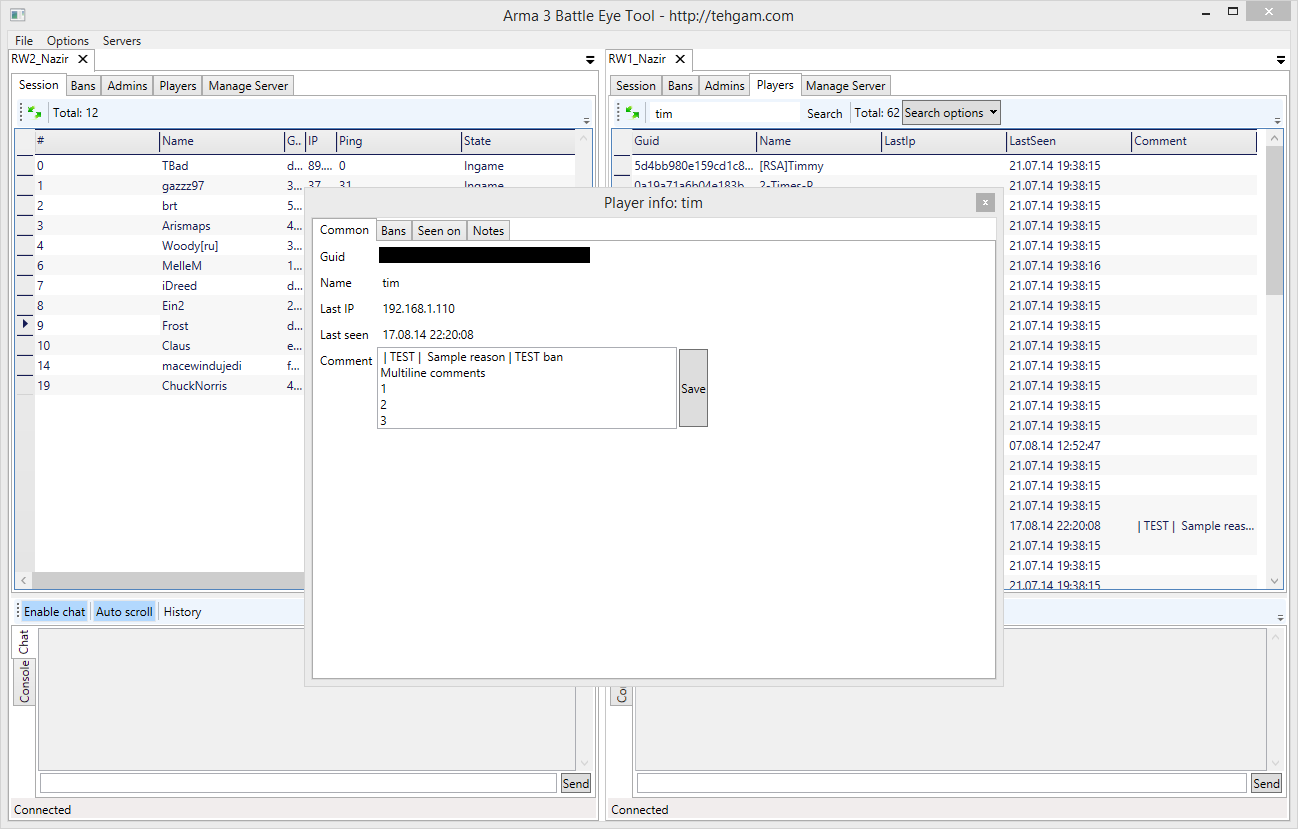 Arma 3 Battle Eye Tool - http://tehgam.com
File Options Servers
RW2_Nazir
Session Bans Admins Players Manage Server
Total: 12
# Name G.. IP Ping State
0 TBad d... 89.... 0 Ingame
1 gazzz97 3... 37 31 Ingame
2 brt 5...
3 Arismaps 4...
4 Woody[ru] 3...
6 MelleM 1...
7 iDreed d...
8 Ein2 2...
9 Frost d...
10 Claus e...
14 macewindujedi f...
19 ChuckNorris 4...
Enable chat Auto scroll History
Chat
Console
Send
Connected
RW1_Nazir
Session Bans Admins Players Manage Server
tim Search Total: 62 Search options
Guid Name LastIp LastSeen Comment
5d4bb980e159cd1c8... [RSA]Timmy 21.07.14 19:38:15
0a19a71a6b04e183b... 2-Times-R 21.07.14 19:38:15
21.07.14 19:38:15
21.07.14 19:38:15
21.07.14 19:38:15
21.07.14 19:38:16
21.07.14 19:38:15
21.07.14 19:38:15
21.07.14 19:38:15
21.07.14 19:38:15
21.07.14 19:38:15
21.07.14 19:38:15
21.07.14 19:38:15
21.07.14 19:38:15
07.08.14 12:52:47
21.07.14 19:38:15
21.07.14 19:38:15
21.07.14 19:38:15
17.08.14 22:20:08 | TEST | Sample reas...
21.07.14 19:38:15
21.07.14 19:38:15
21.07.14 19:38:15
Send
Connected
Player info: tim
Common Bans Seen on Notes
Guid
Name tim
Last IP 192.168.1.110
Last seen 17.08.14 22:20:08
Comment | TEST | Sample reason | TEST ban
Multiline comments
1
2
3
Save